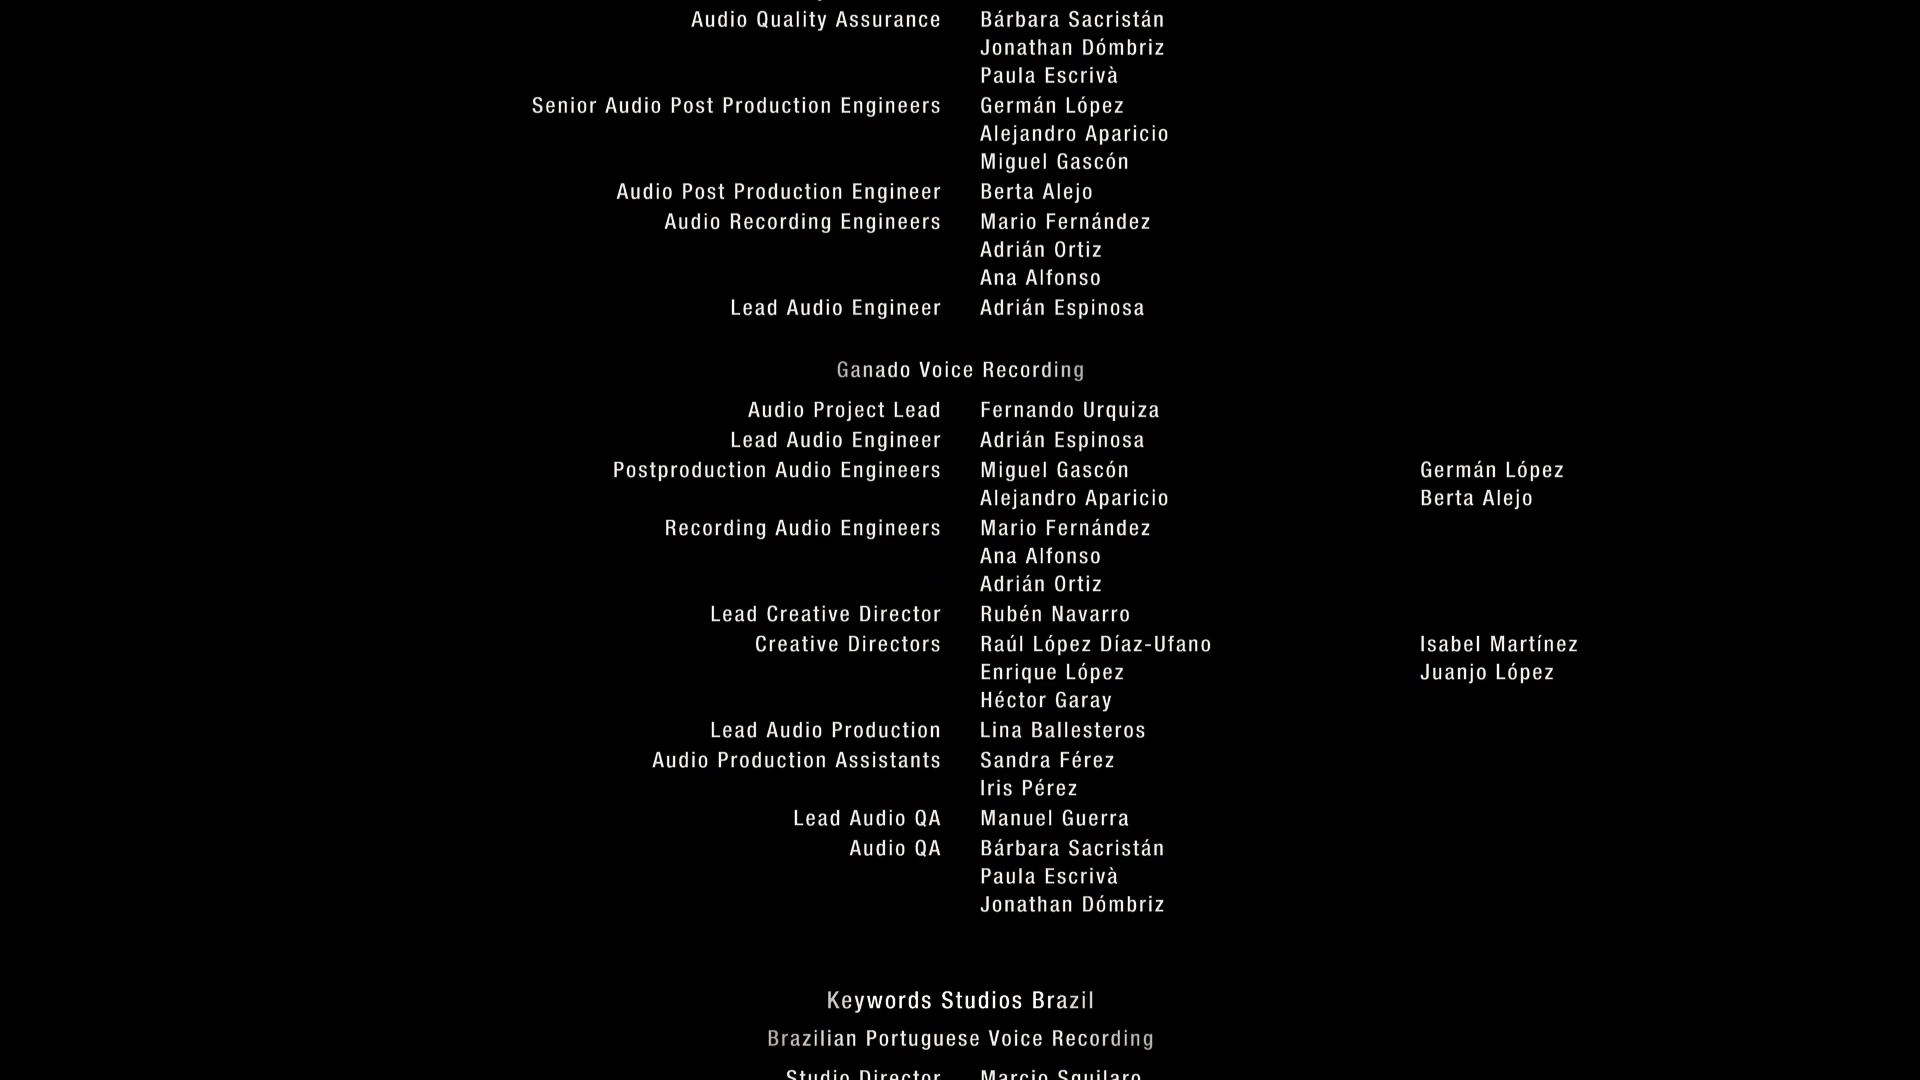 Audio Quality Assurance Bárbara Sacristán
Jonathan Dómbriz
Paula Escrivà
Senior Audio Post Production Engineers Germán López
Alejandro Aparicio
Miguel Gascón
Audio Post Production Engineer Berta Alejo
Audio Recording Engineers Mario Fernández
Adrián Ortiz
Ana Alfonso
Lead Audio Engineer Adrián Espinosa
Ganado Voice Recording
Audio Project Lead Fernando Urquiza
Lead Audio Engineer Adrián Espinosa
Postproduction Audio Engineers Miguel Gascón Germán López
Alejandro Aparicio Berta Alejo
Recording Audio Engineers Mario Fernández
Ana Alfonso
Adrián Ortiz
Lead Creative Director Rubén Navarro
Creative Directors Raúl López Díaz-Ufano Isabel Martínez
Enrique López Juanjo López
Héctor Garay
Lead Audio Production Lina Ballesteros
Audio Production Assistants Sandra Férez
Iris Pérez
Lead Audio QA Manuel Guerra
Audio QA Bárbara Sacristán
Paula Escrivà
Jonathan Dómbriz
Keywords Studios Brazil
Brazilian Portuguese Voice Recording
Studio Director Marcio Squilaro